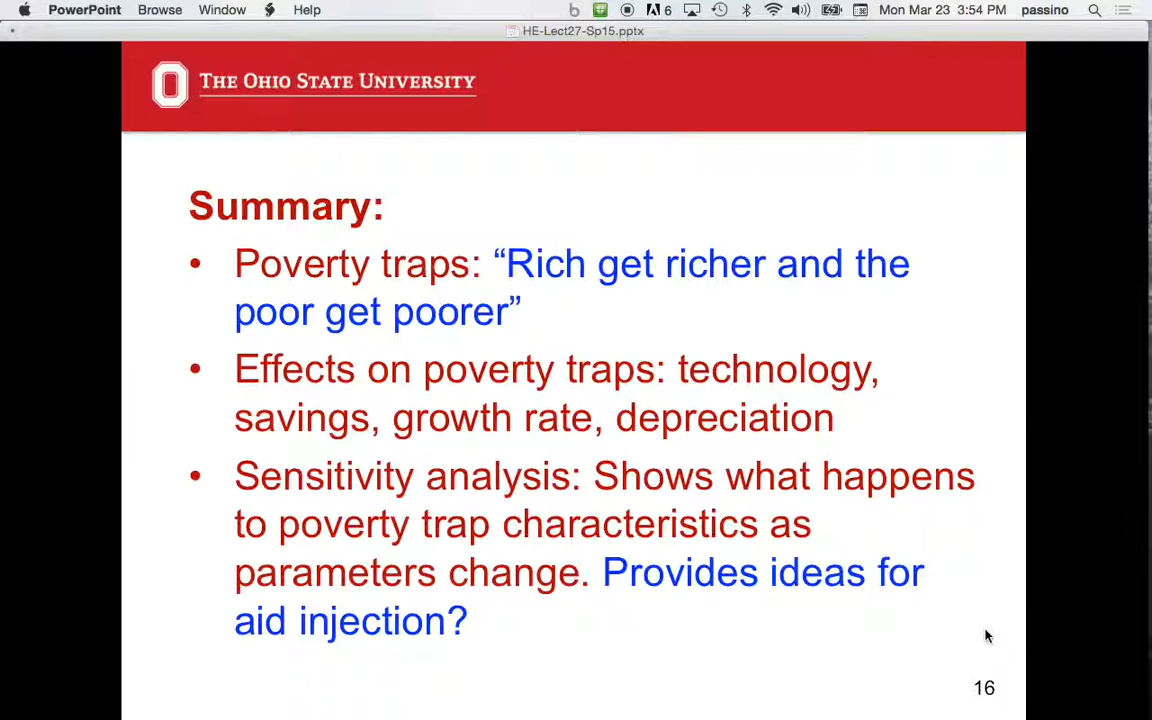 PowerPoint Browse Window Help 6 Mon Mar 23 3:54 PM passino
HE-Lect27-Sp15.pptx
THE OHIO STATE UNIVERSITY
Summary:
• Poverty traps: “Rich get richer and the
poor get poorer”
• Effects on poverty traps: technology,
savings, growth rate, depreciation
• Sensitivity analysis: Shows what happens
to poverty trap characteristics as
parameters change. Provides ideas for
aid injection?
16